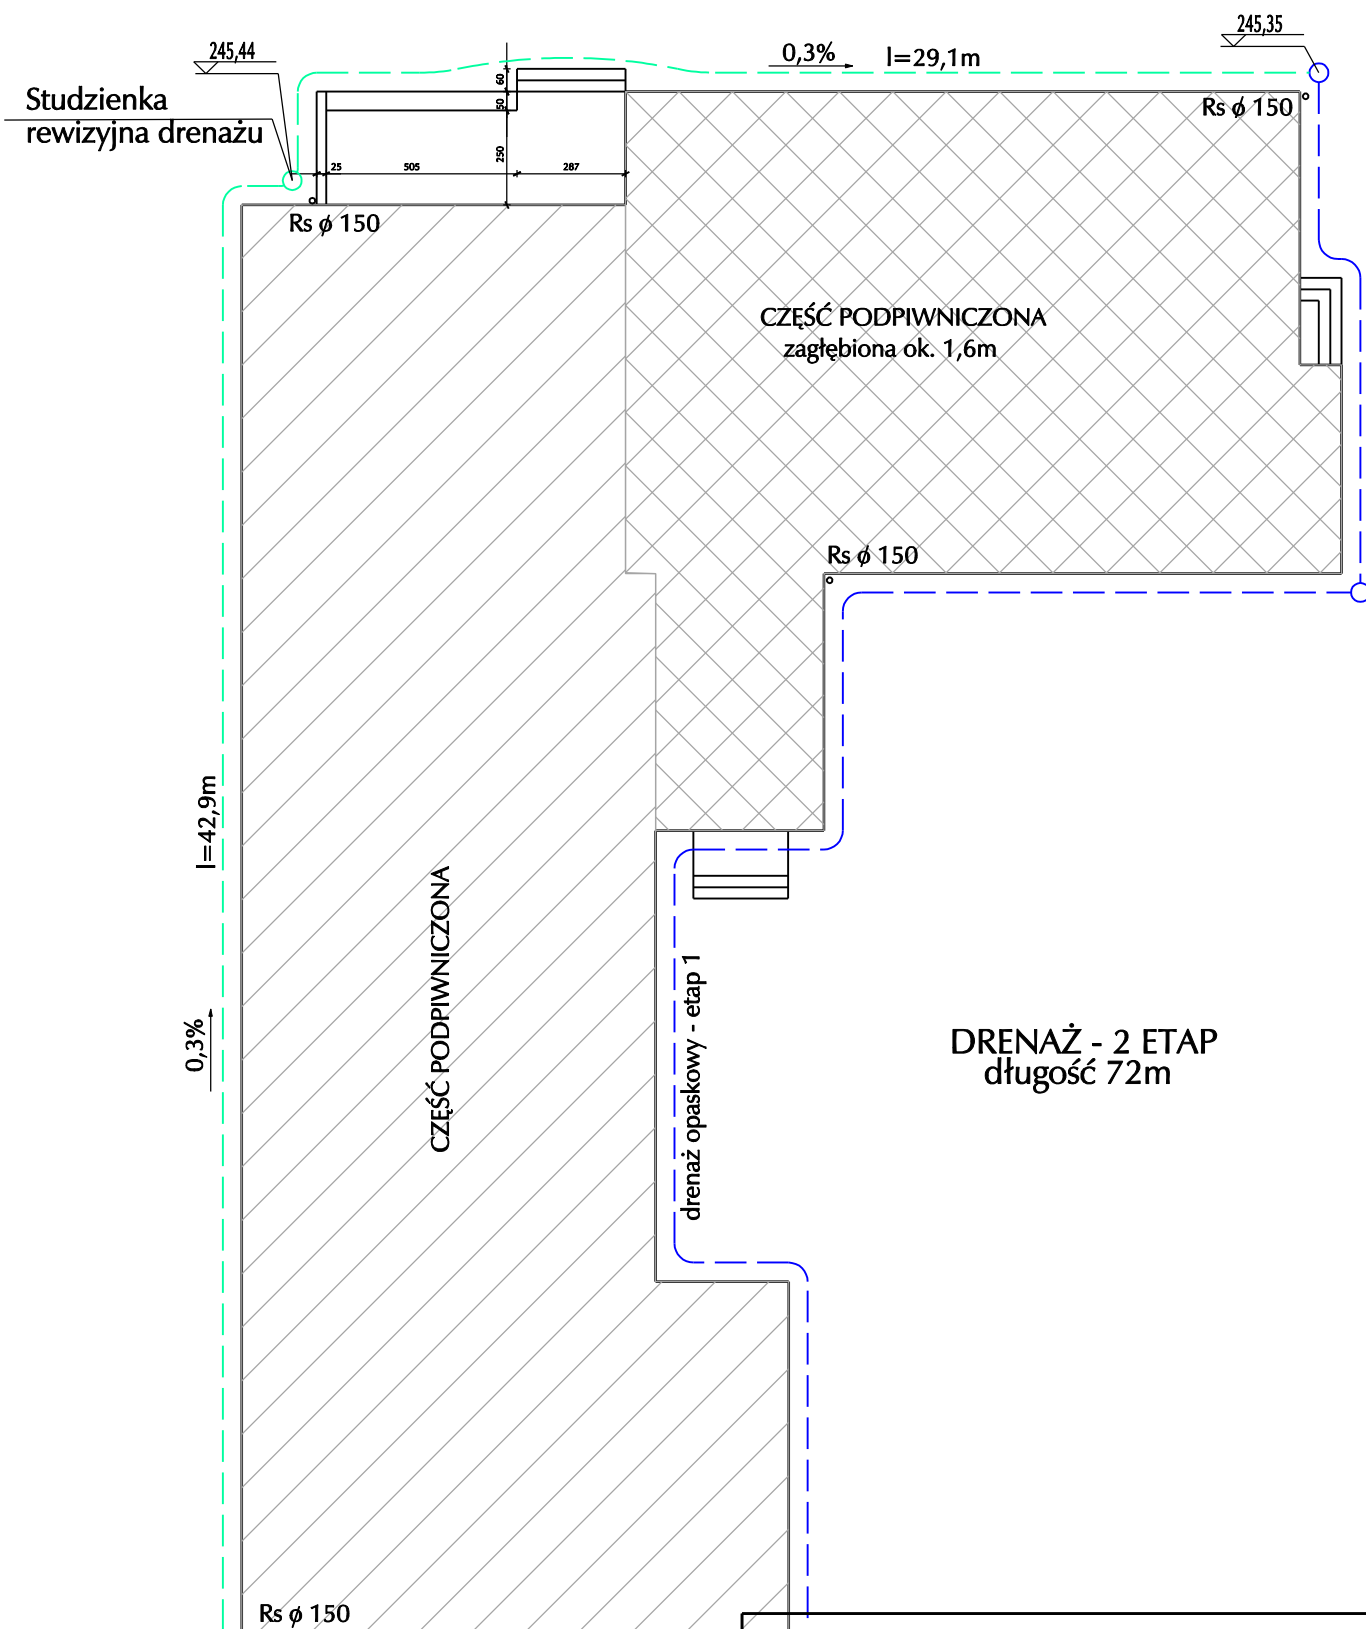 245,44
245,35
0,3%
l=29,1m
Studzienka
rewizyjna drenażu
60
50
250
25
505
287
Rs ϕ 150
Rs ϕ 150
CZĘŚĆ PODPIWNICZONA
zagłębiona ok. 1,6m
Rs ϕ 150
l=42,9m
CZĘŚĆ PODPIWNICZONA
0,3%
drenaż opaskowy - etap 1
DRENAŻ - 2 ETAP
długość 72m
Rs ϕ 150